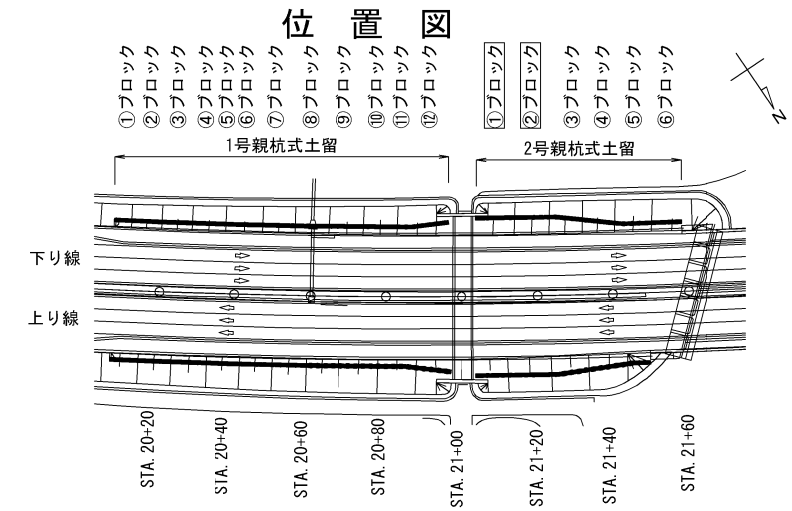 位置図
①ブロック
②ブロック
③ブロック
④ブロック
⑤ブロック
⑥ブロック
⑦ブロック
⑧ブロック
⑨ブロック
⑩ブロック
⑪ブロック
⑫ブロック
①ブロック
②ブロック
③ブロック
④ブロック
⑤ブロック
⑥ブロック
N
1号親杭式土留
2号親杭式土留
下り線
上り線
STA. 20+20
STA. 20+40
STA. 20+60
STA. 20+80
STA. 21+00
STA. 21+20
STA. 21+40
STA. 21+60